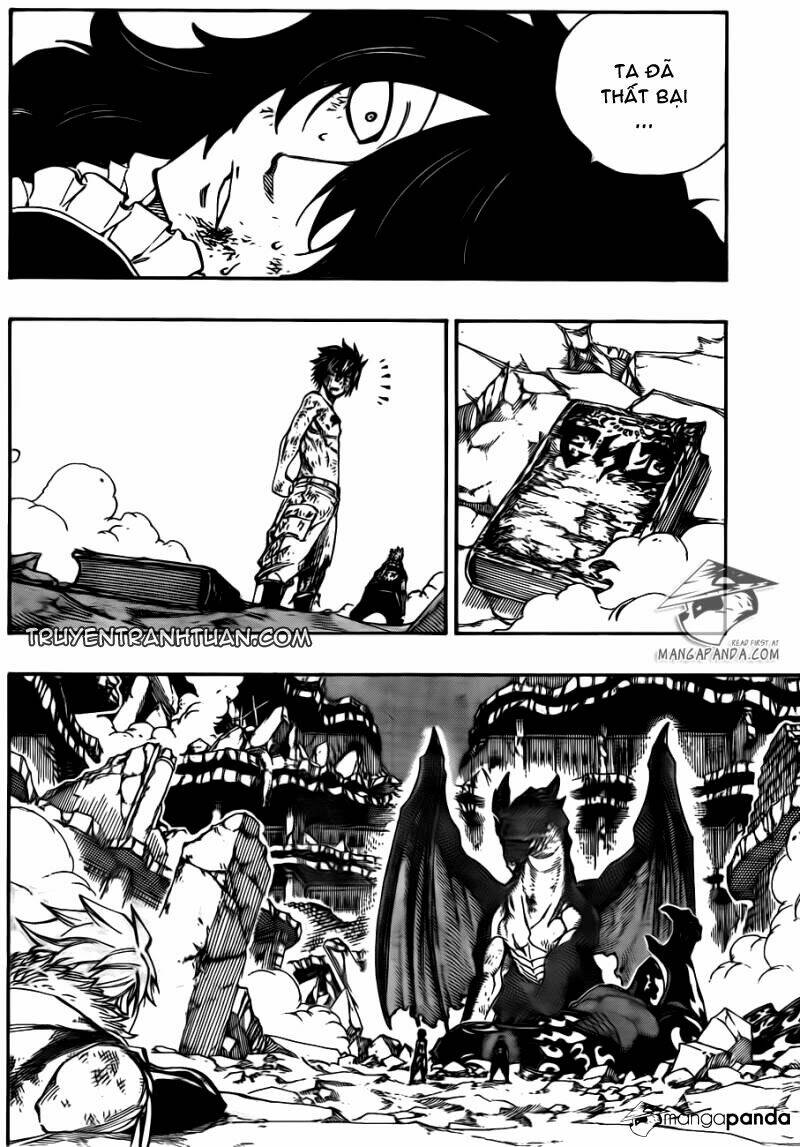 TA ĐÃ
THẤT BẠI
...
TRUYENTRANHTUAN.COM
READ FIRST AT
MANGAPANDA.COM
mangapanda